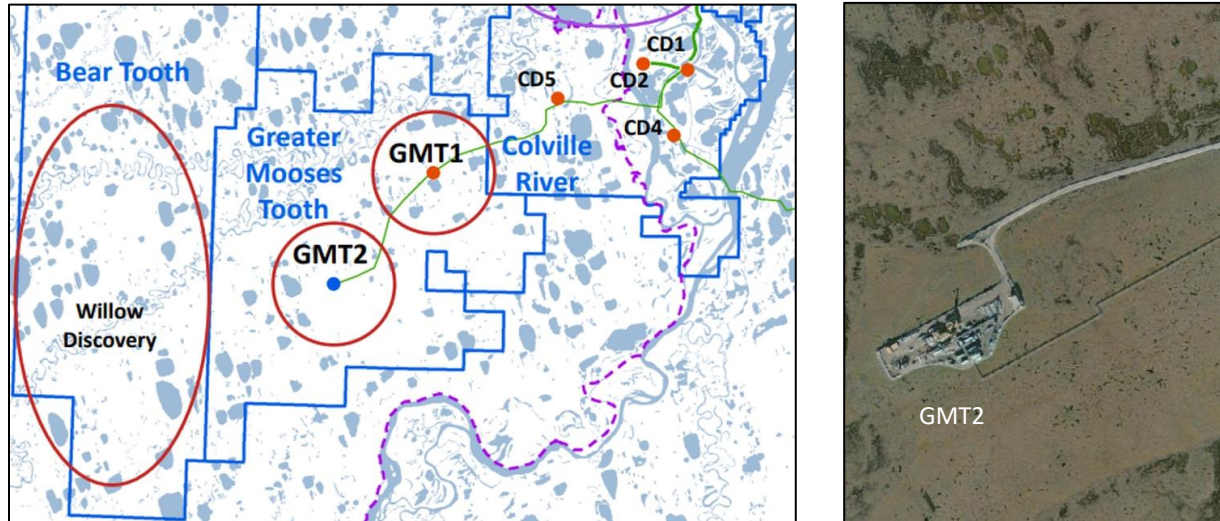 Bear Tooth
CD1
CD5
CD2
Greater
Mooses
Tooth
GMT1
Colville
River
CD4
GMT2
Willow
Discovery
GMT2